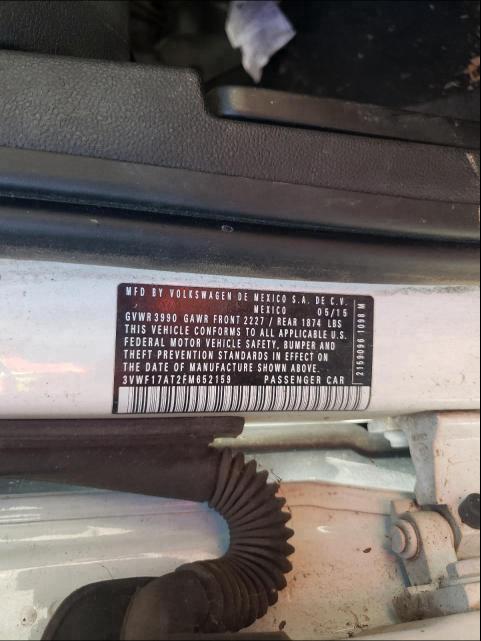 MFD BY VOLKSWAGEN DE MEXICO S.A. DE C.V.
MEXICO 05/15
GVWR 3990 GAWR FRONT 2227 / REAR 1874 LBS
THIS VEHICLE CONFORMS TO ALL APPLICABLE U.S.
FEDERAL MOTOR VEHICLE SAFETY, BUMPER AND
THEFT PREVENTION STANDARDS IN EFFECT ON
THE DATE OF MANUFACTURE SHOWN ABOVE.
3VWF17AT2FM652159 PASSENGER CAR
2159096 1098 M